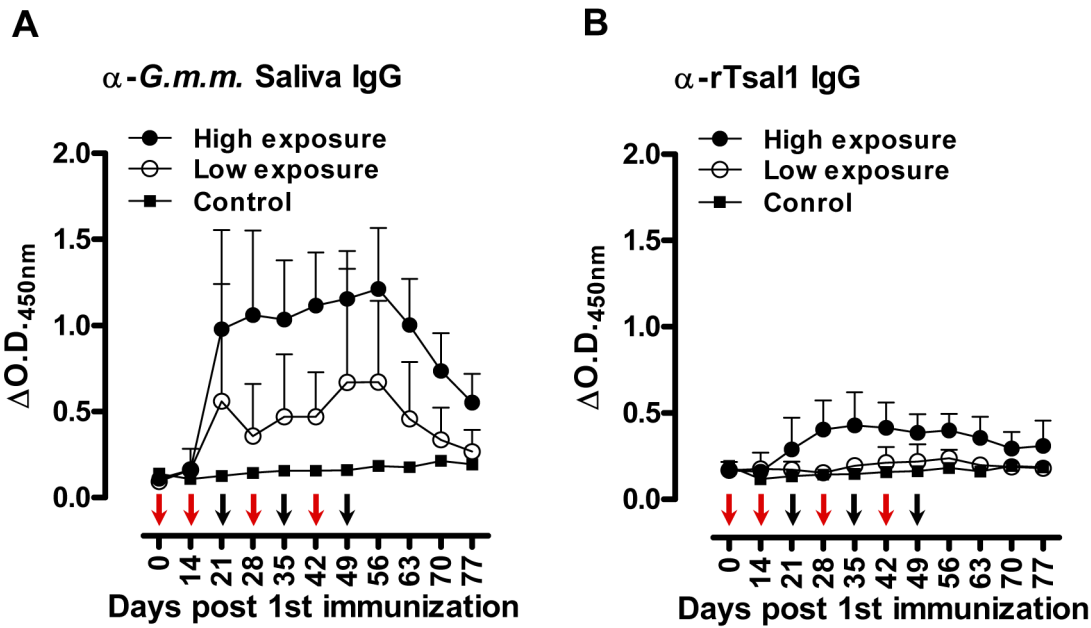 A
α-G.m.m. Saliva IgG
High exposure
Low exposure
Control
2.0
1.5
1.0
0.5
0.0
ΔO.D.450nm
0 14 21 28 35 42 49 56 63 70 77
Days post 1st immunization
B
α-rTsal1 IgG
High exposure
Low exposure
Conrol
2.0
1.5
1.0
0.5
0.0
ΔO.D.450nm
0 14 21 28 35 42 49 56 63 70 77
Days post 1st immunization